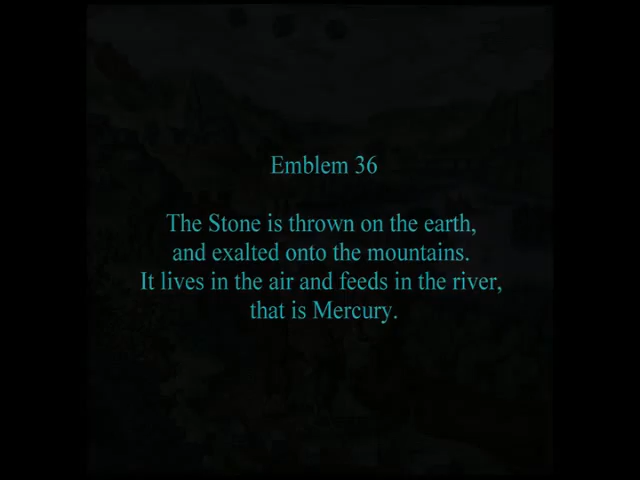 Emblem 36
The Stone is thrown on the earth,
and exalted onto the mountains.
It lives in the air and feeds in the river,
that is Mercury.